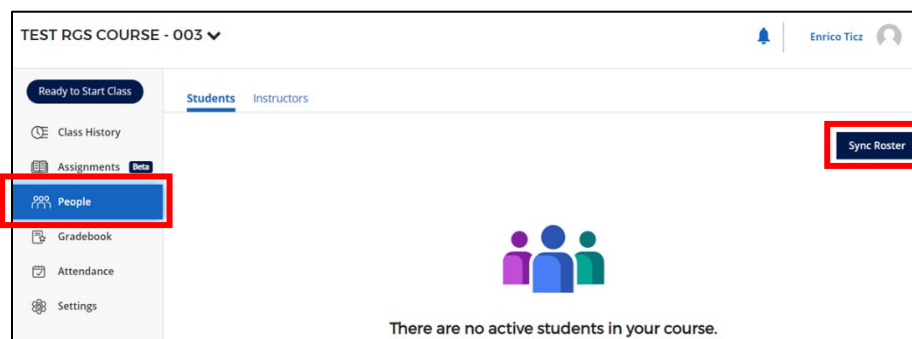 TEST RGS COURSE - 003
Enrico Ticz
Ready to Start Class
Students Instructors
Class History
Sync Roster
Assignments Beta
People
Gradebook
Attendance
Settings
There are no active students in your course.